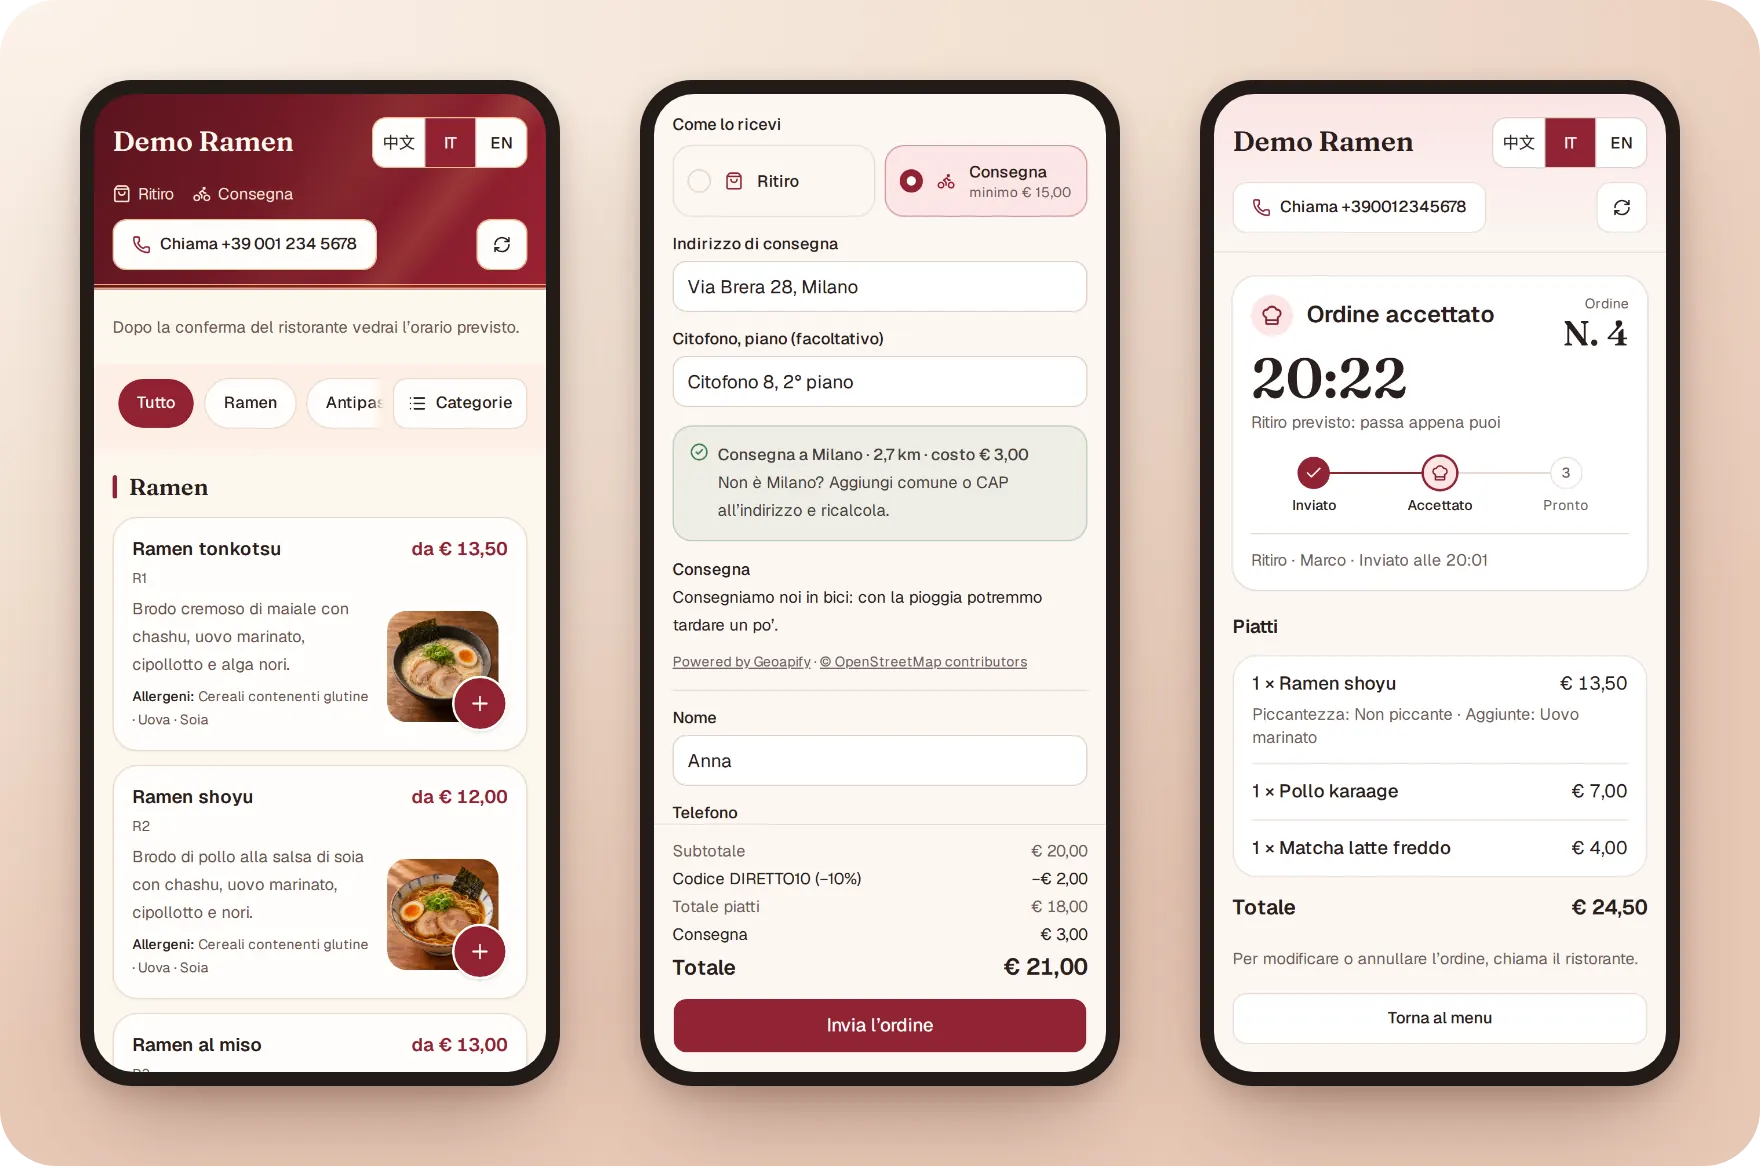 Demo Ramen
中文 IT EN
Ritiro Consegna
Chiama +39 001 234 5678
Dopo la conferma del ristorante vedrai l’orario previsto.
Tutto Ramen Antipas Categorie
Ramen
Ramen tonkotsu da € 13,50
R1
Brodo cremoso di maiale con
chashu, uovo marinato,
cipollotto e alga nori.
Allergeni: Cereali contenenti glutine
· Uova · Soia
Ramen shoyu da € 12,00
R2
Brodo di pollo alla salsa di soia
con chashu, uovo marinato,
cipollotto e nori.
Allergeni: Cereali contenenti glutine
· Uova · Soia
Ramen al miso da € 13,00
Come lo ricevi
Ritiro
Consegna
minimo € 15,00
Indirizzo di consegna
Via Brera 28, Milano
Citofono, piano (facoltativo)
Citofono 8, 2° piano
Consegna a Milano · 2,7 km · costo € 3,00
Non è Milano? Aggiungi comune o CAP
all’indirizzo e ricalcola.
Consegna
Consegniamo noi in bici: con la pioggia potremmo
tardare un po’.
Powered by Geoapify · © OpenStreetMap contributors
Nome
Anna
Telefono
Subtotale € 20,00
Codice DIRETTO10 (−10%) −€ 2,00
Totale piatti € 18,00
Consegna € 3,00
Totale € 21,00
Invia l’ordine
Demo Ramen
中文 IT EN
Chiama +390012345678
Ordine accettato
Ordine
N. 4
20:22
Ritiro previsto: passa appena puoi
3
Inviato Accettato Pronto
Ritiro · Marco · Inviato alle 20:01
Piatti
1 × Ramen shoyu € 13,50
Piccantezza: Non piccante · Aggiunte: Uovo
marinato
1 × Pollo karaage € 7,00
1 × Matcha latte freddo € 4,00
Totale € 24,50
Per modificare o annullare l’ordine, chiama il ristorante.
Torna al menu